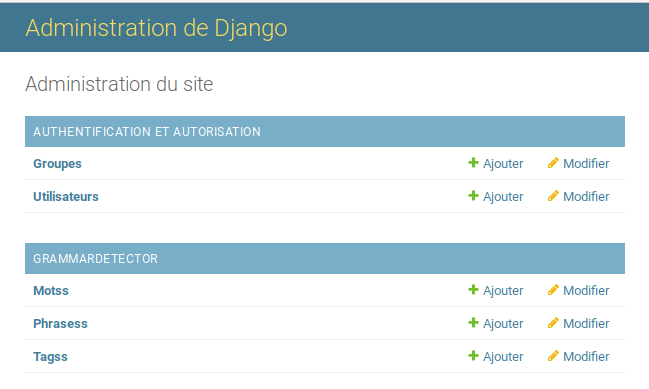 Administration de Django
Administration du site
AUTHENTIFICATION ET AUTORISATION
Groupes Ajouter Modifier
Utilisateurs Ajouter Modifier
GRAMMARDETECTOR
Motss Ajouter Modifier
Phrasess Ajouter Modifier
Tagss Ajouter Modifier